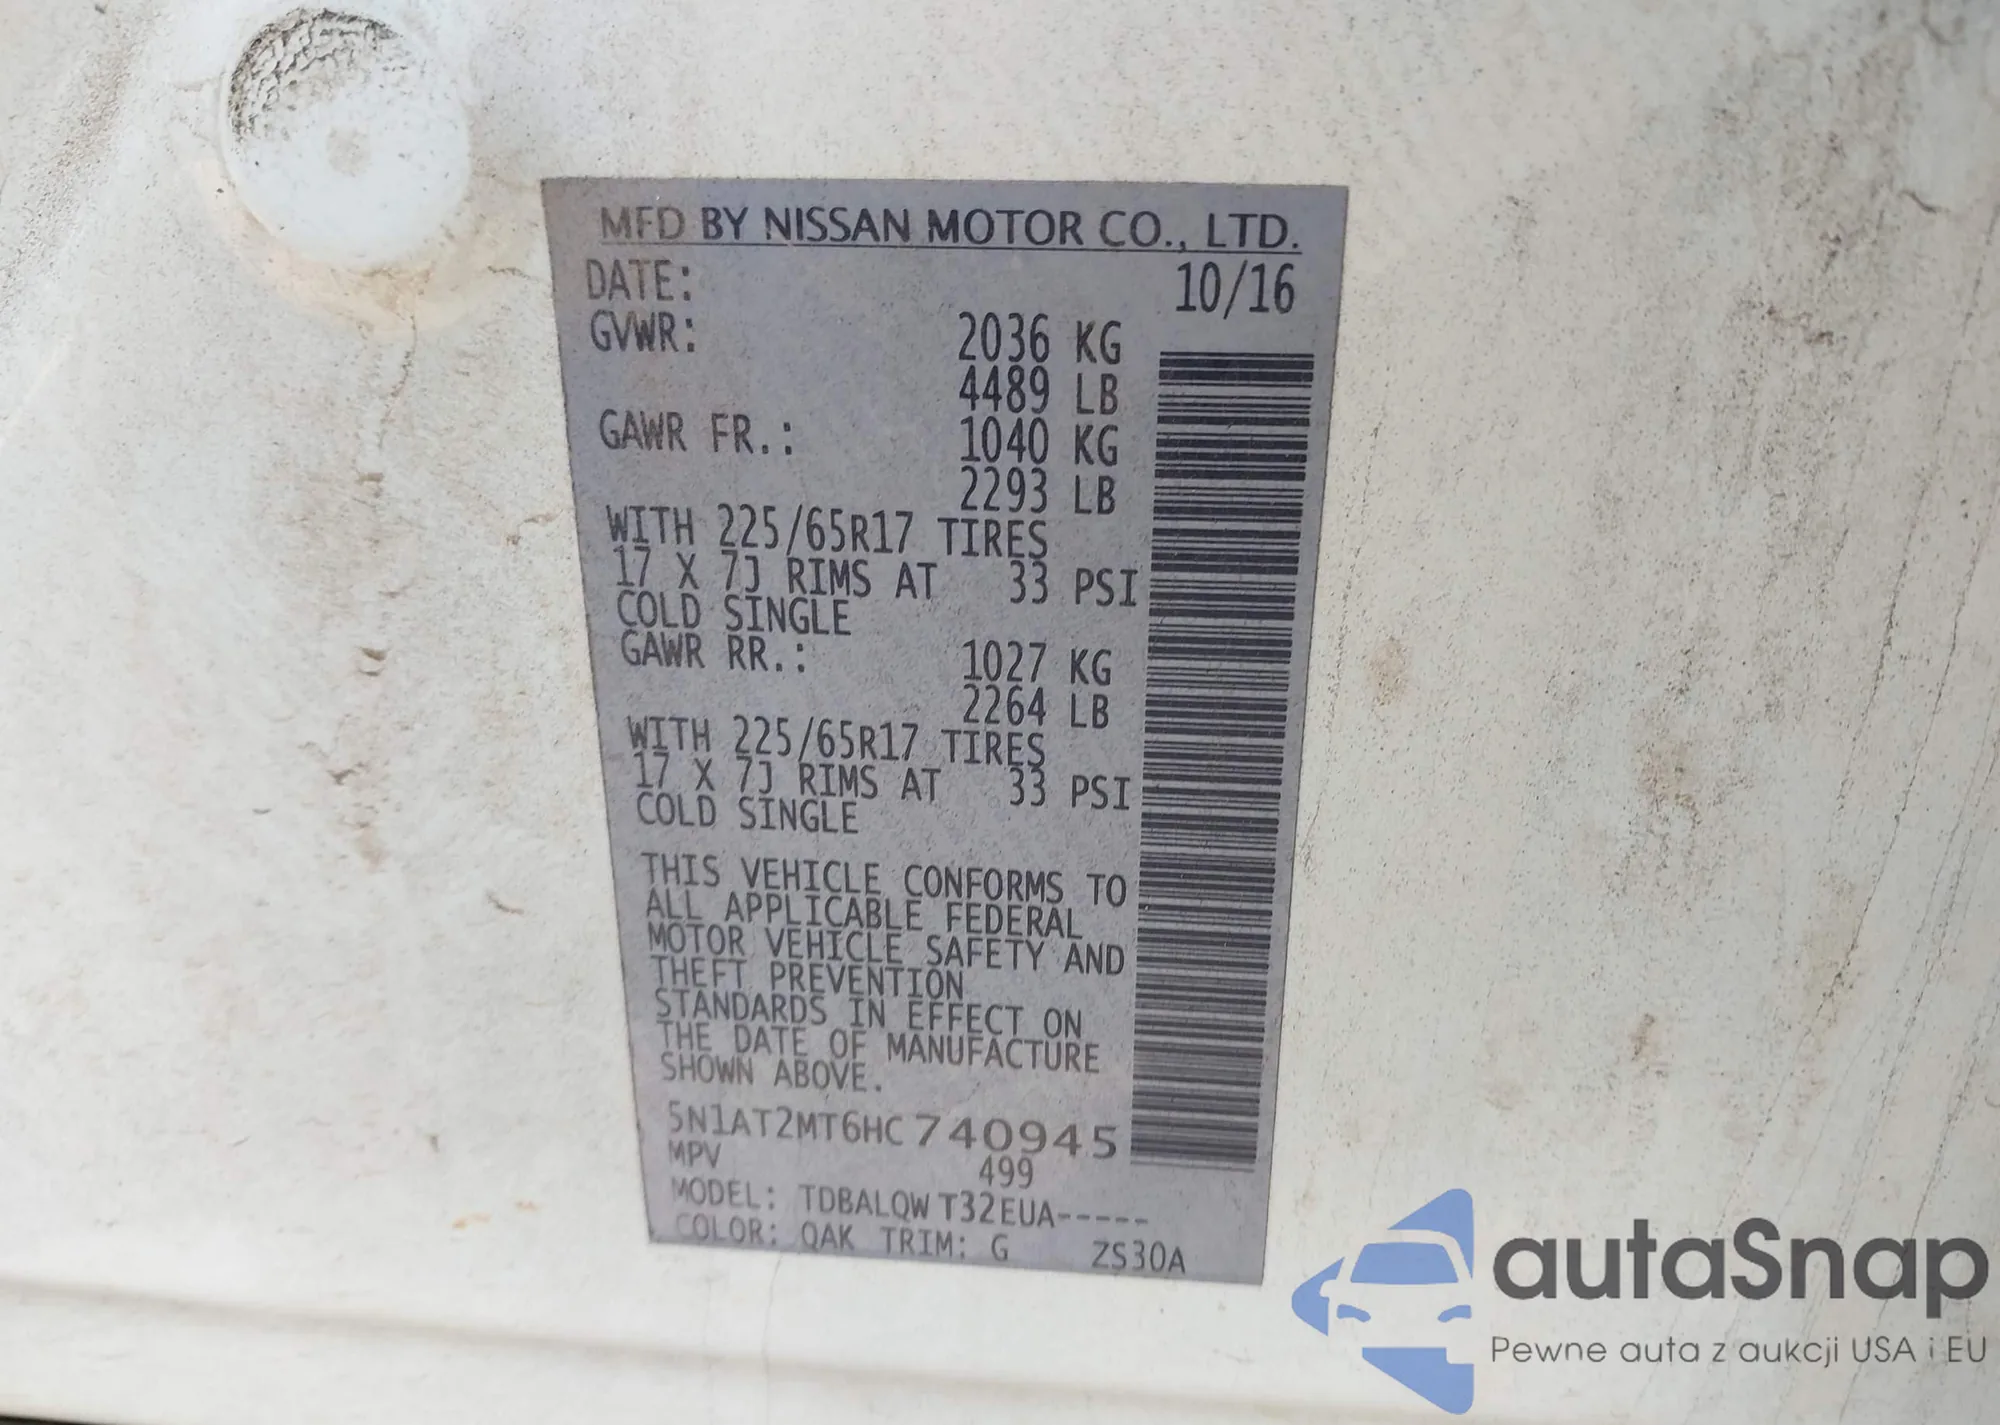 MFD BY NISSAN MOTOR CO., LTD.
DATE: 10/16
GVWR: 2036 KG
4489 LB
GAWR FR.: 1040 KG
2293 LB
WITH 225/65R17 TIRES
17 X 7J RIMS AT 33 PSI
COLD SINGLE
GAWR RR.: 1027 KG
2264 LB
WITH 225/65R17 TIRES
17 X 7J RIMS AT 33 PSI
COLD SINGLE
THIS VEHICLE CONFORMS TO
ALL APPLICABLE FEDERAL
MOTOR VEHICLE SAFETY AND
THEFT PREVENTION
STANDARDS IN EFFECT ON
THE DATE OF MANUFACTURE
SHOWN ABOVE.
5N1AT2MT6HC740945
MPV 499
MODEL: TDBALQW T32EUA-----
COLOR: QAK TRIM: G ZS30A
autaSnap
Pewne auta z aukcji USA i EU